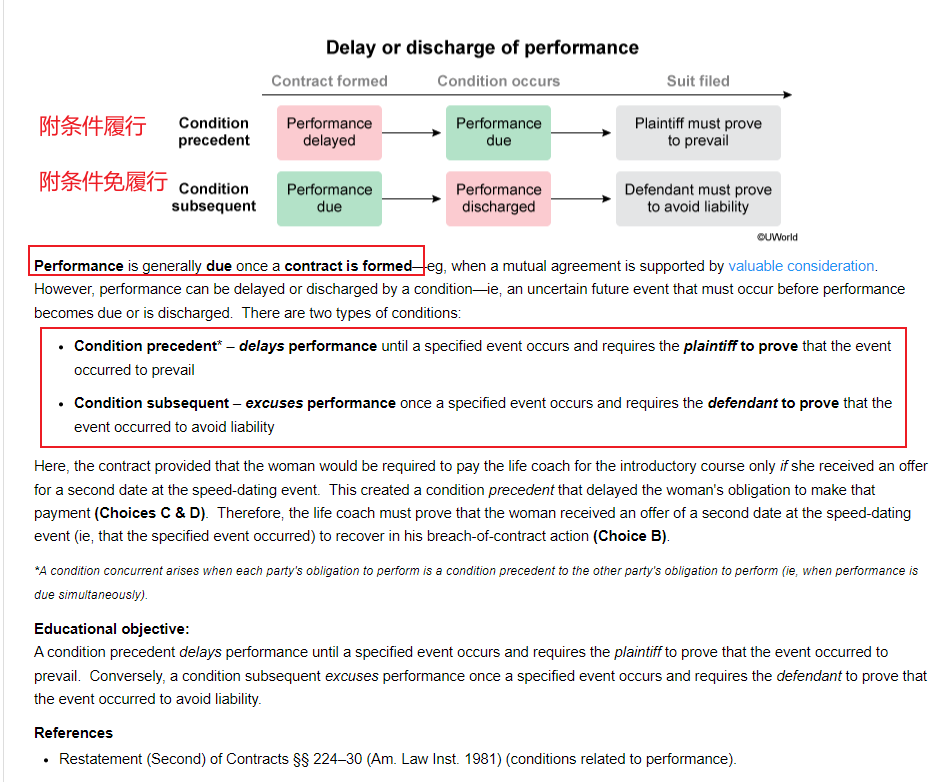 Delay or discharge of performance
Contract formed Condition occurs Suit filed
附条件履行
Condition precedent
Performance delayed
Performance due
Plaintiff must prove to prevail
附条件免履行
Condition subsequent
Performance due
Performance discharged
Defendant must prove to avoid liability
©UWorld
Performance is generally due once a contract is formed—eg, when a mutual agreement is supported by valuable consideration.
However, performance can be delayed or discharged by a condition—ie, an uncertain future event that must occur before performance
becomes due or is discharged. There are two types of conditions:
• Condition precedent* – delays performance until a specified event occurs and requires the plaintiff to prove that the event
occurred to prevail
• Condition subsequent – excuses performance once a specified event occurs and requires the defendant to prove that the
event occurred to avoid liability
Here, the contract provided that the woman would be required to pay the life coach for the introductory course only if she received an offer
for a second date at the speed-dating event. This created a condition precedent that delayed the woman's obligation to make that
payment (Choices C & D). Therefore, the life coach must prove that the woman received an offer of a second date at the speed-dating
event (ie, that the specified event occurred) to recover in his breach-of-contract action (Choice B).
*A condition concurrent arises when each party's obligation to perform is a condition precedent to the other party's obligation to perform (ie, when performance is
due simultaneously).
Educational objective:
A condition precedent delays performance until a specified event occurs and requires the plaintiff to prove that the event occurred to
prevail. Conversely, a condition subsequent excuses performance once a specified event occurs and requires the defendant to prove that
the event occurred to avoid liability.
References
• Restatement (Second) of Contracts §§ 224–30 (Am. Law Inst. 1981) (conditions related to performance).